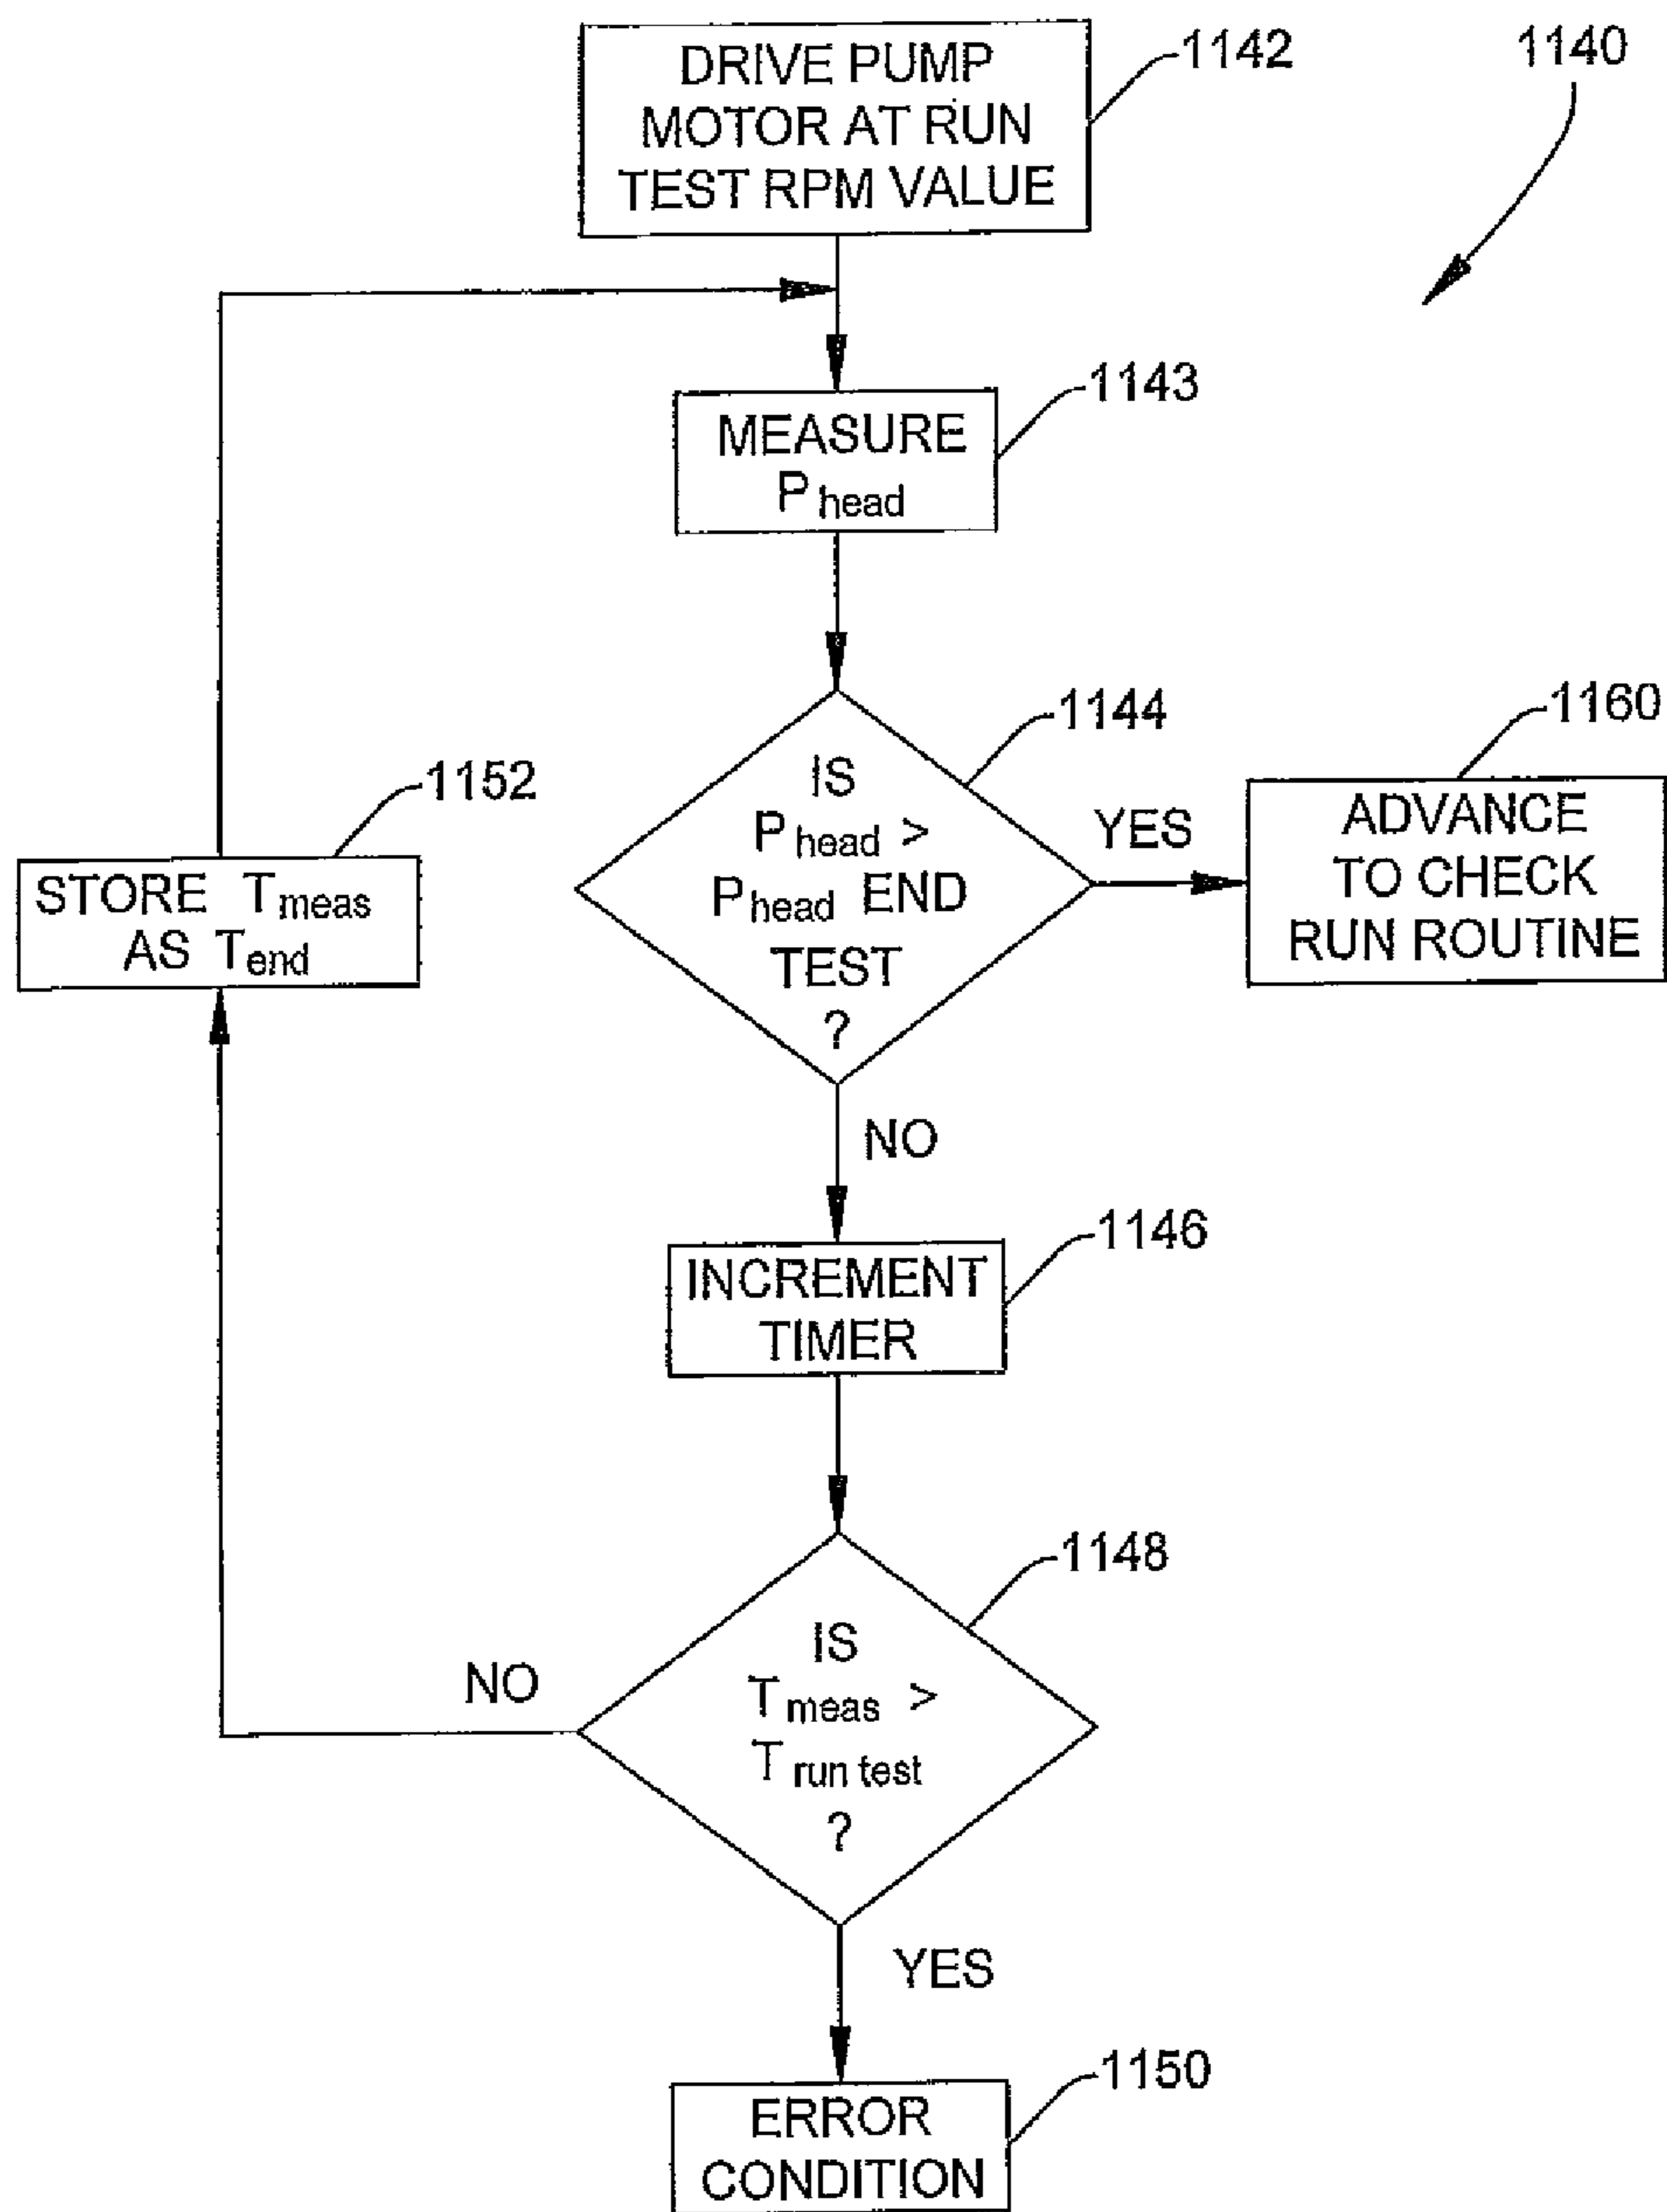 DRIVE PUMP
MOTOR AT RUN
TEST RPM VALUE
1142
1140
MEASURE
P head
1143
IS
P head >
P head END
TEST
?
1144
YES
ADVANCE
TO CHECK
RUN ROUTINE
1160
STORE T meas
AS T end
1152
NO
INCREMENT
TIMER
1146
IS
T meas >
T run test
?
1148
NO
YES
ERROR
CONDITION
1150